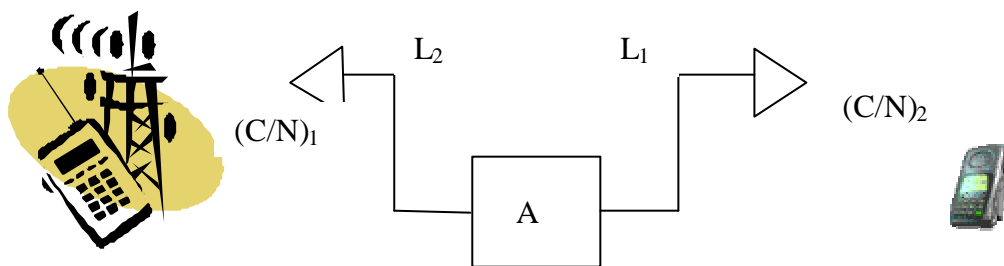 L₂
L₁
(C/N)₁
(C/N)₂
A